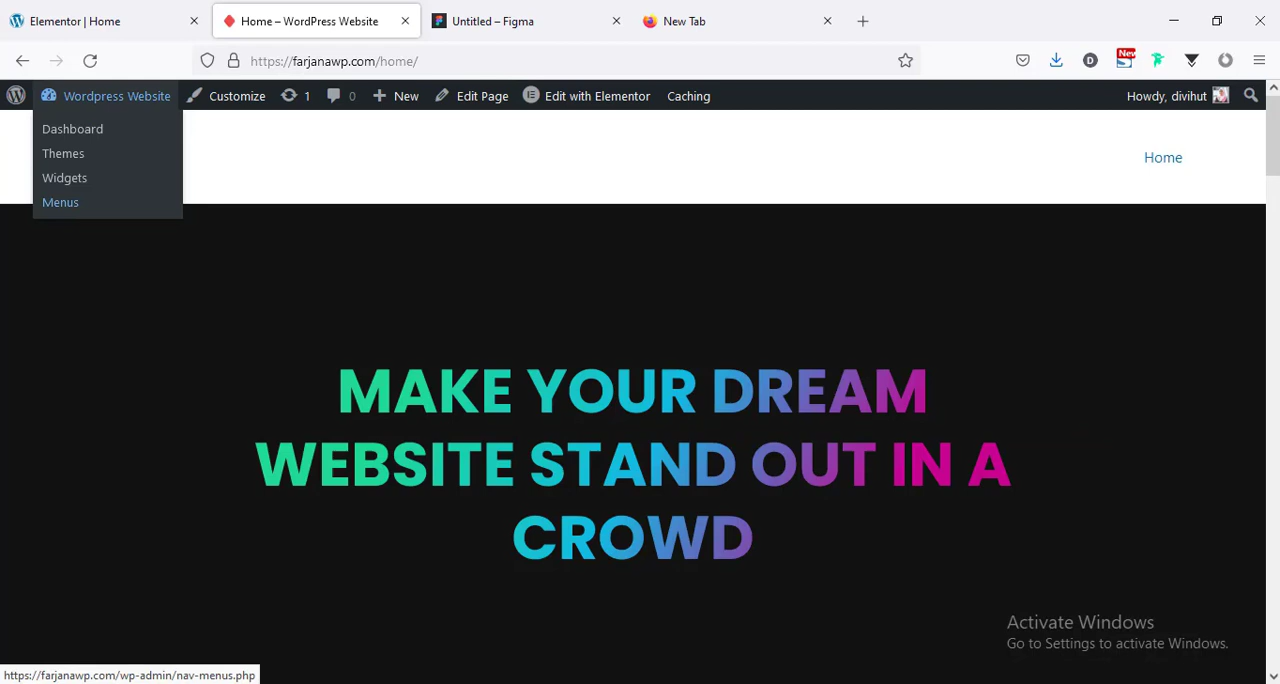 Elementor | Home
Home – WordPress Website
Untitled – Figma
New Tab
https://farjanawp.com/home/
New
Wordpress Website
Customize
1
0
New
Edit Page
Edit with Elementor
Caching
Howdy, divihut
Dashboard
Themes
Widgets
Menus
Home
MAKE YOUR DREAM
WEBSITE STAND OUT IN A
CROWD
Activate Windows
Go to Settings to activate Windows.
https://farjanawp.com/wp-admin/nav-menus.php